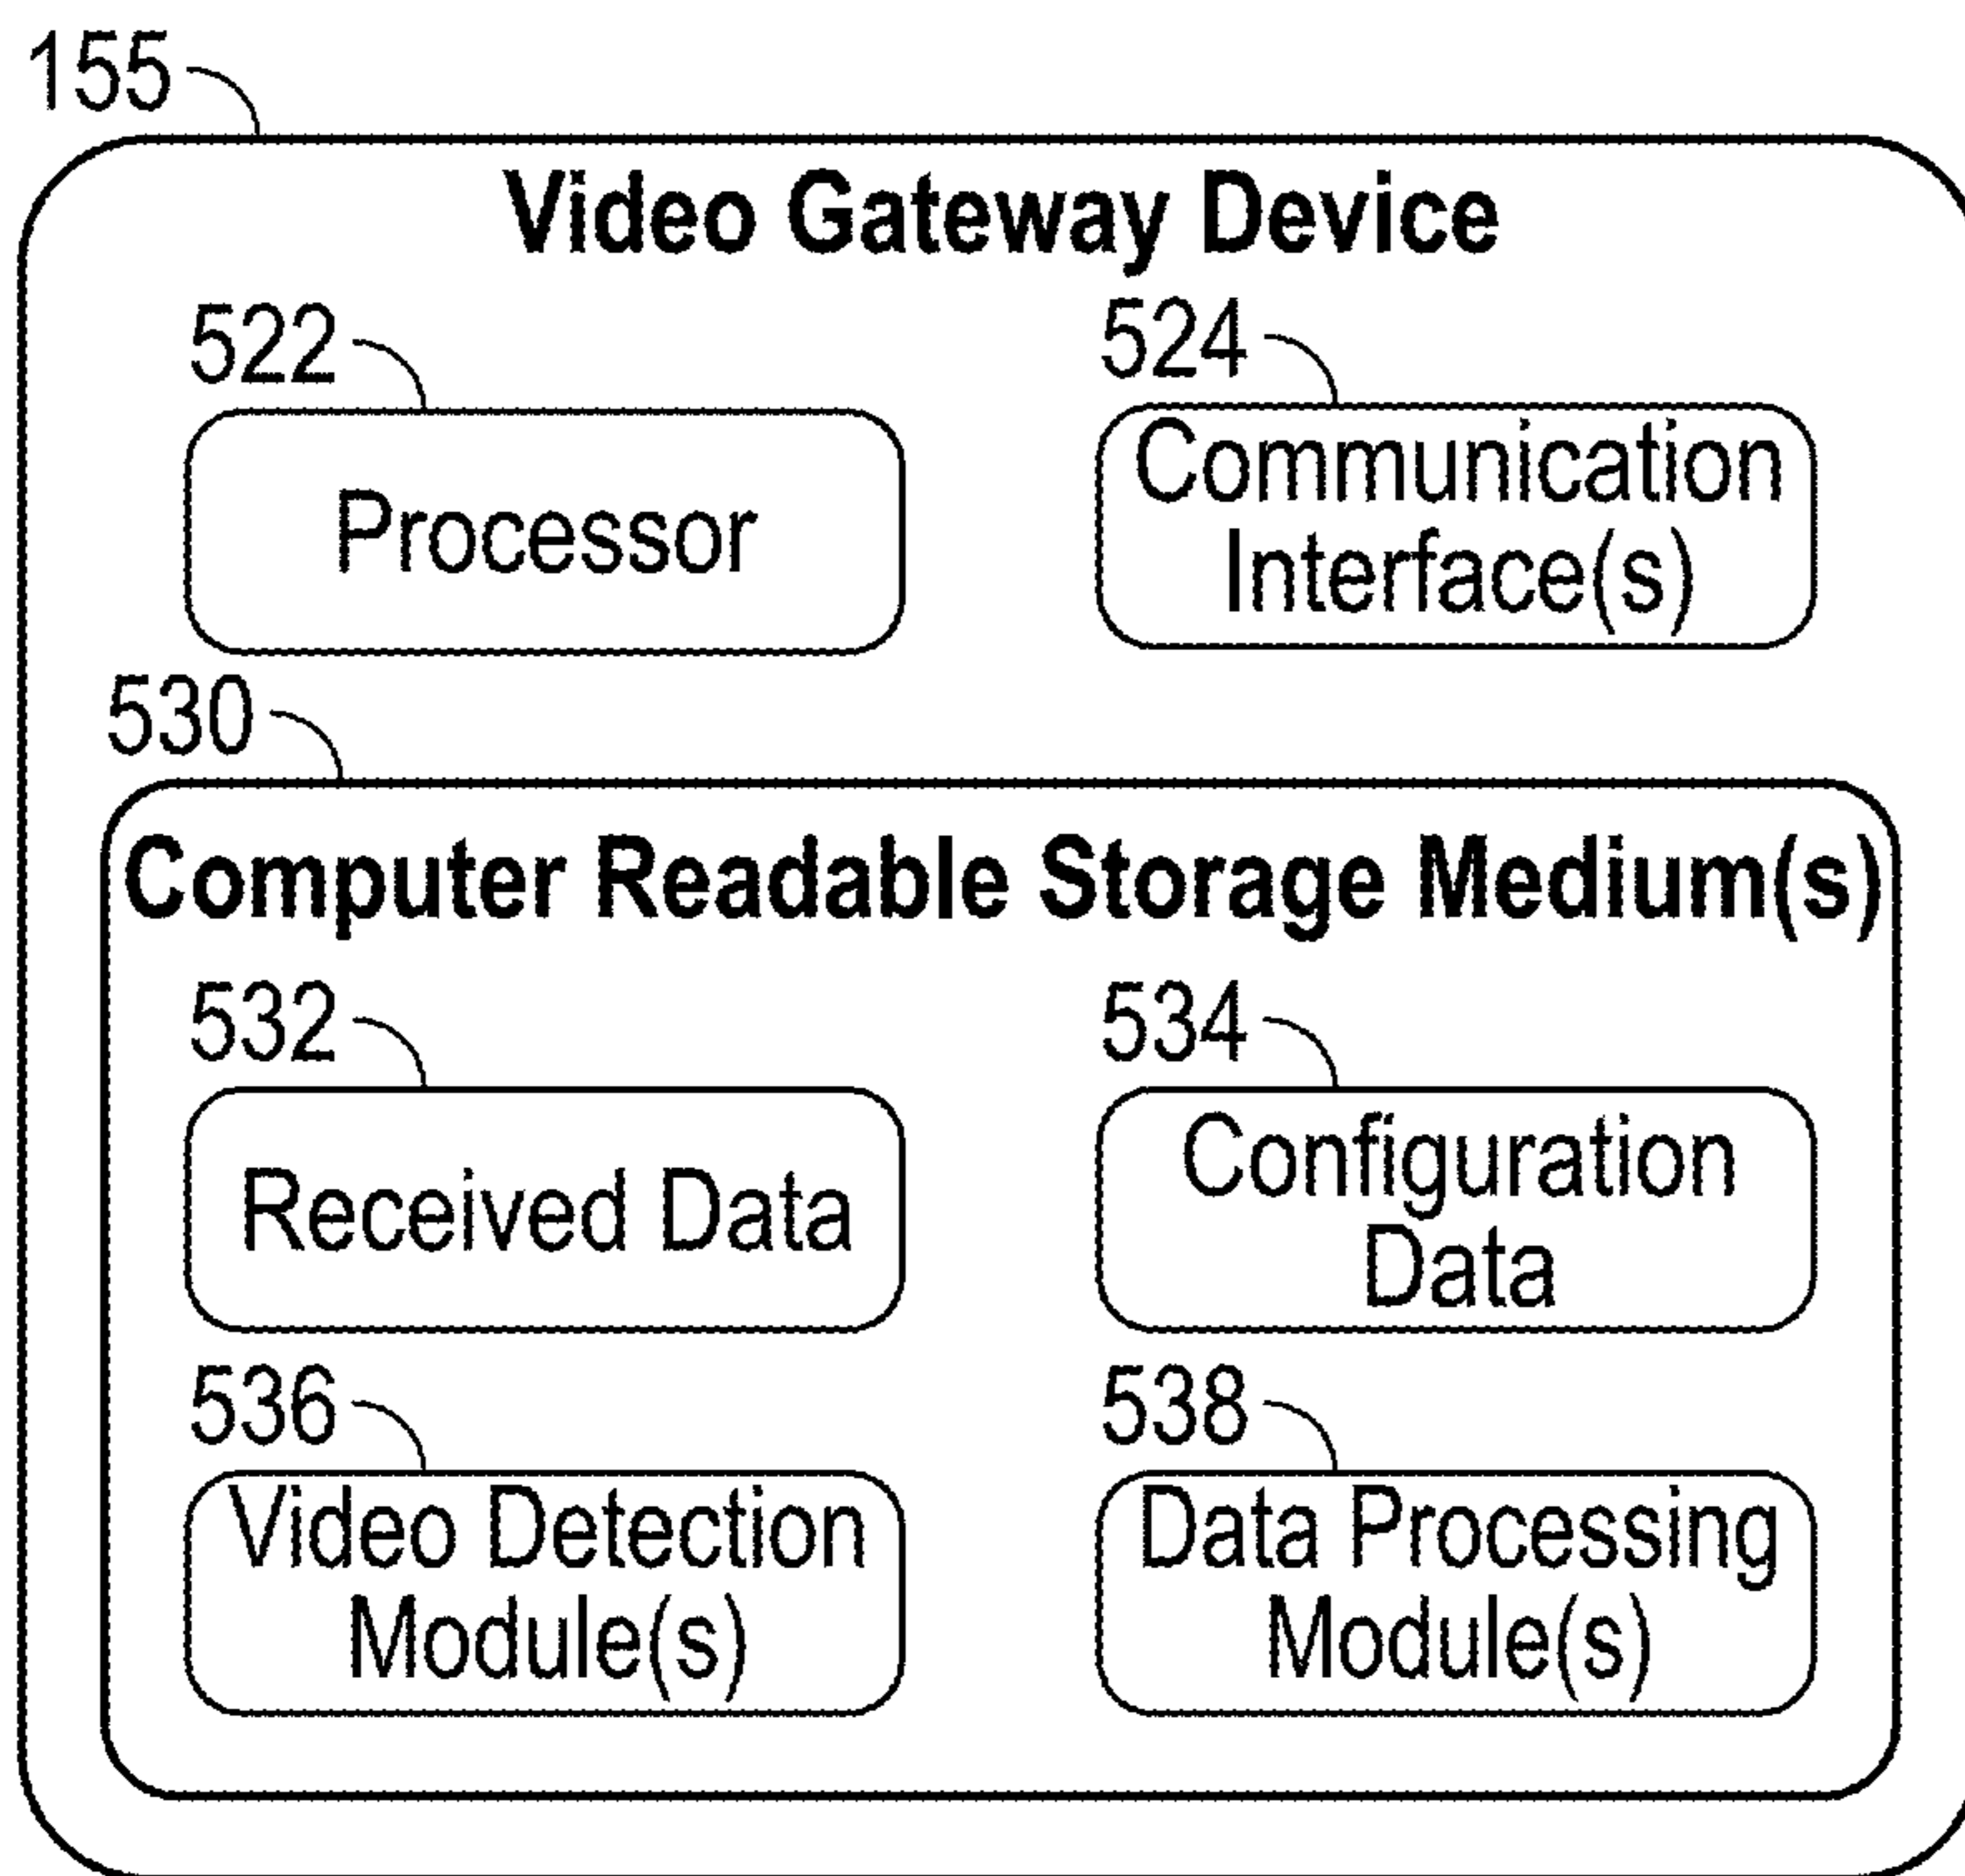 155
Video Gateway Device
522
524
Processor
Communication
Interface(s)
530
Computer Readable Storage Medium(s)
532
534
Received Data
Configuration
Data
536
538
Video Detection
Module(s)
Data Processing
Module(s)